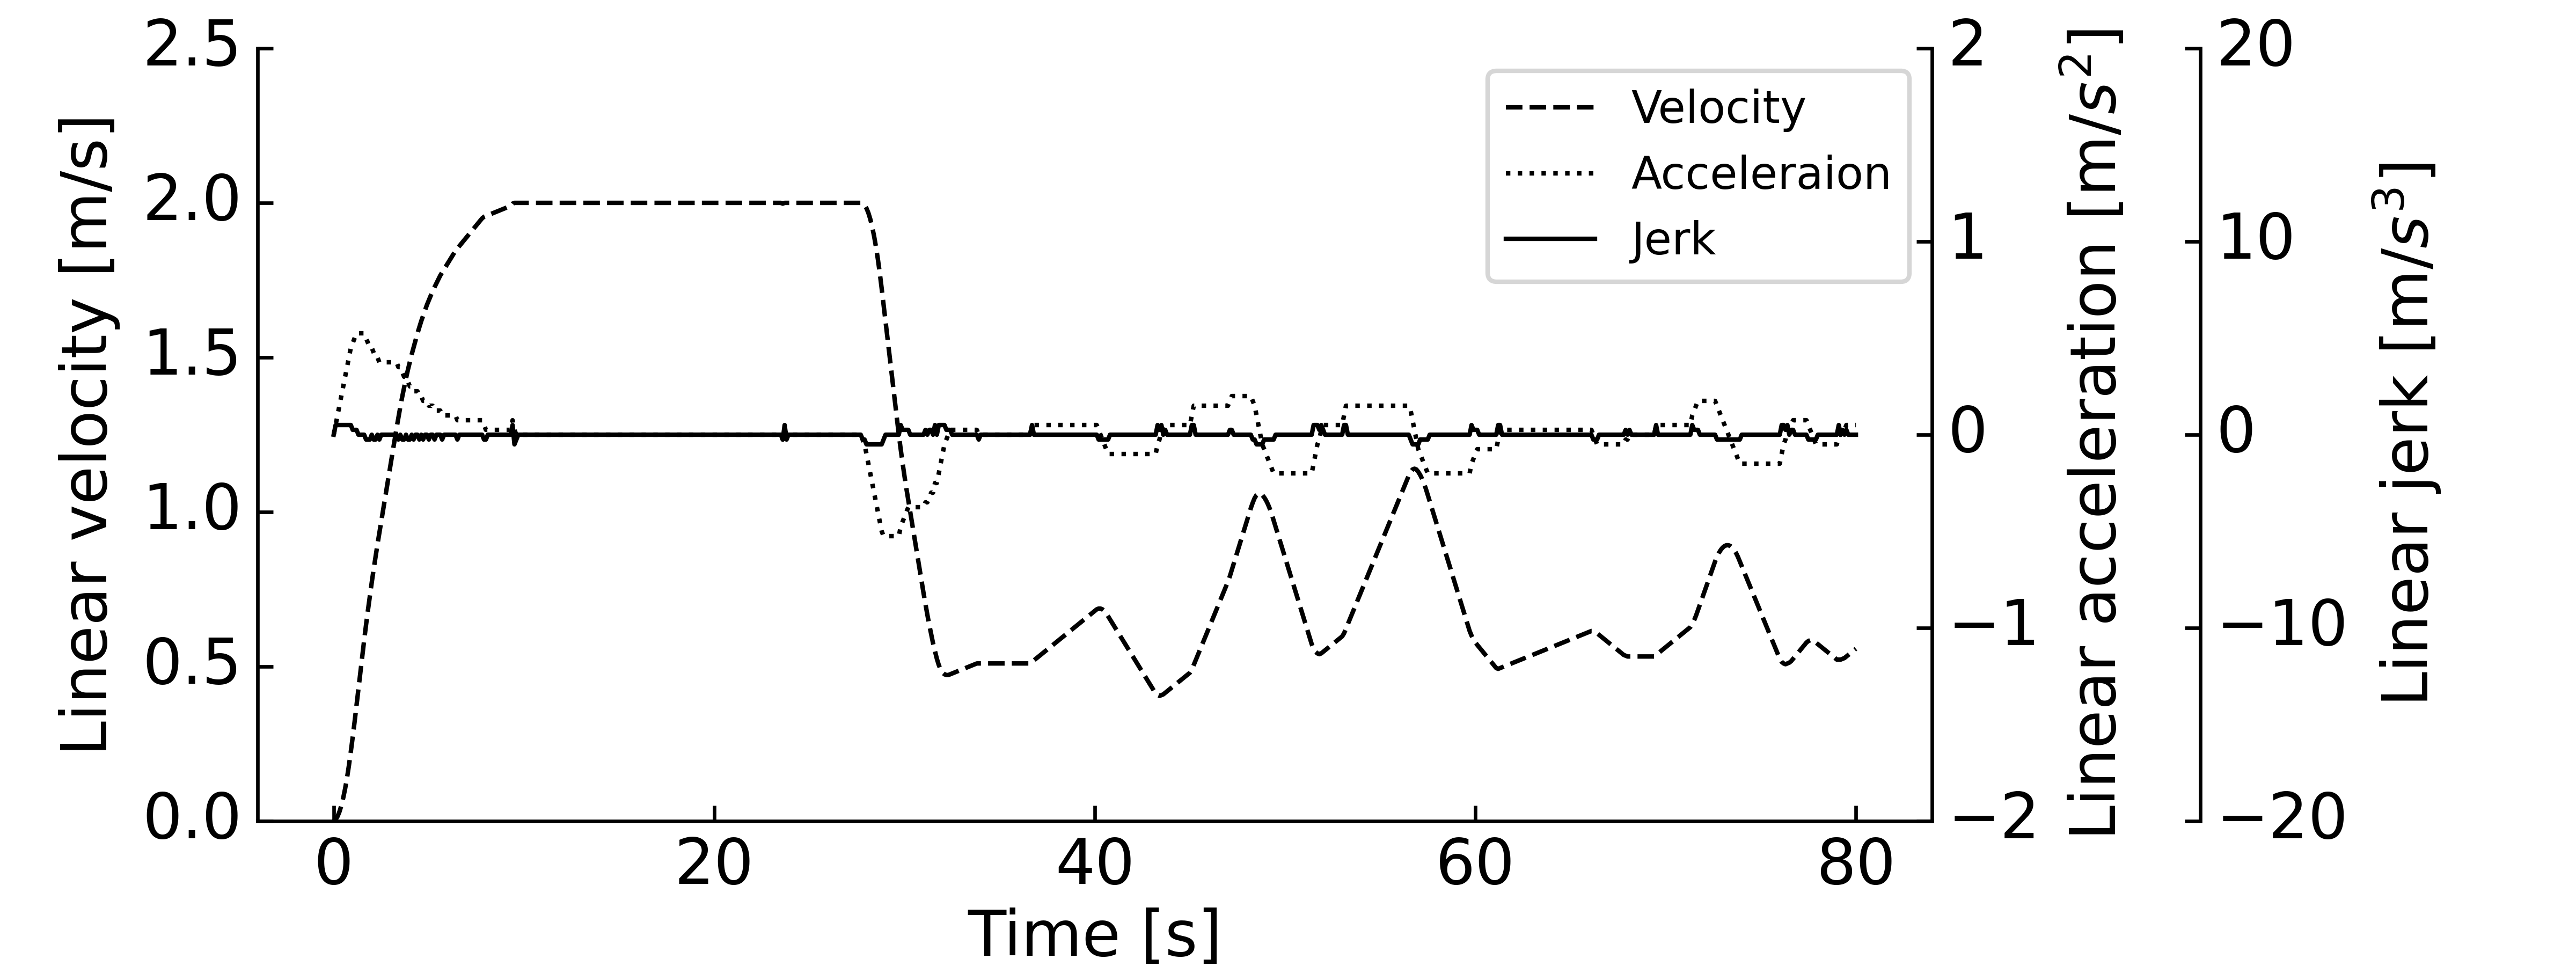 Linear velocity [m/s]
2.5
2.0
1.5
1.0
0.5
0.0
0 20 40 60 80
Time [s]
Velocity
Acceleraion
Jerk
2
1
0
−1
−2
Linear acceleration [m/s²]
20
10
0
−10
−20
Linear jerk [m/s³]